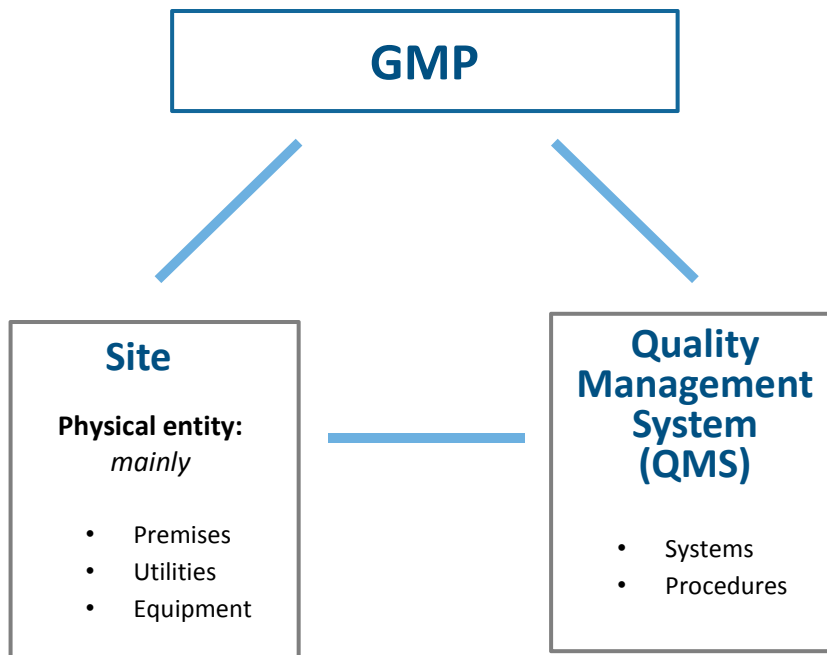 GMP
Site
Physical entity:
mainly
• Premises
• Utilities
• Equipment
Quality
Management
System
(QMS)
• Systems
• Procedures